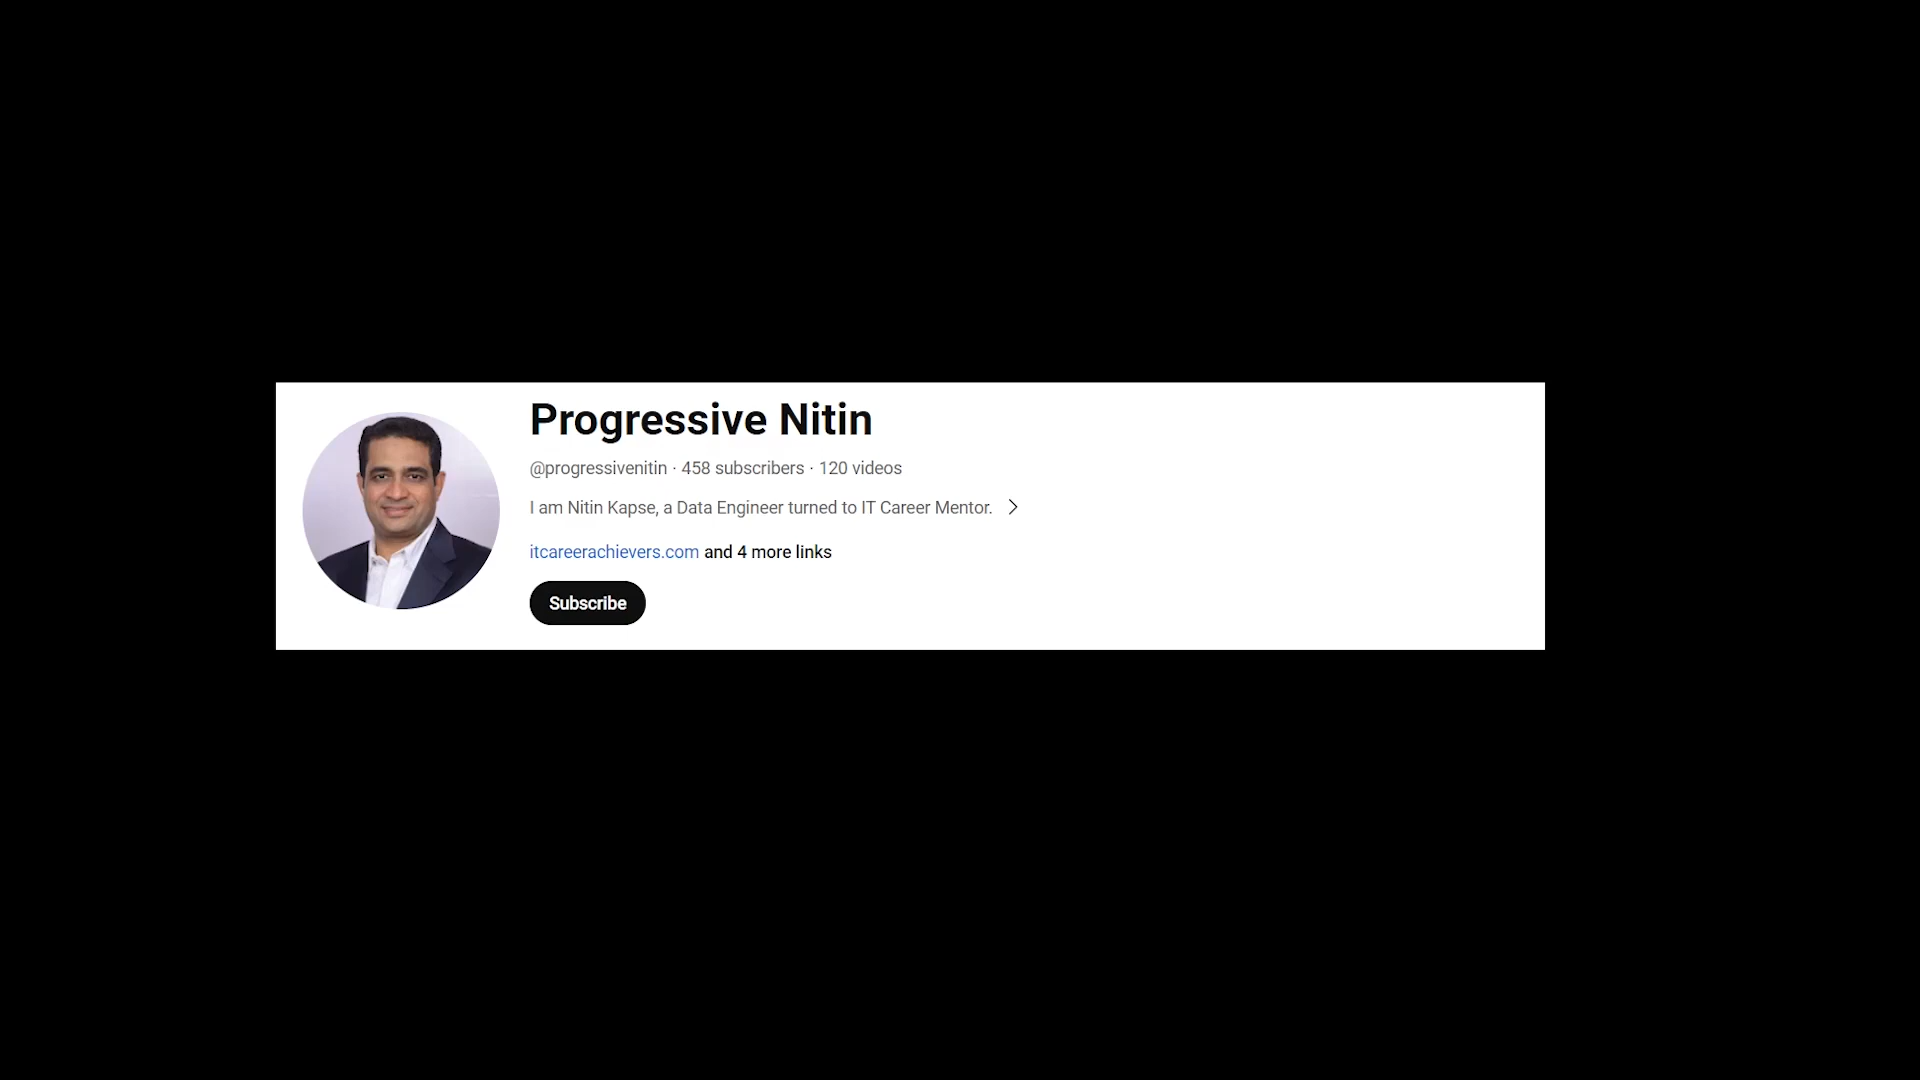 Progressive Nitin
@progressivenitin · 458 subscribers · 120 videos
I am Nitin Kapse, a Data Engineer turned to IT Career Mentor.
itcareerachievers.com and 4 more links
Subscribe